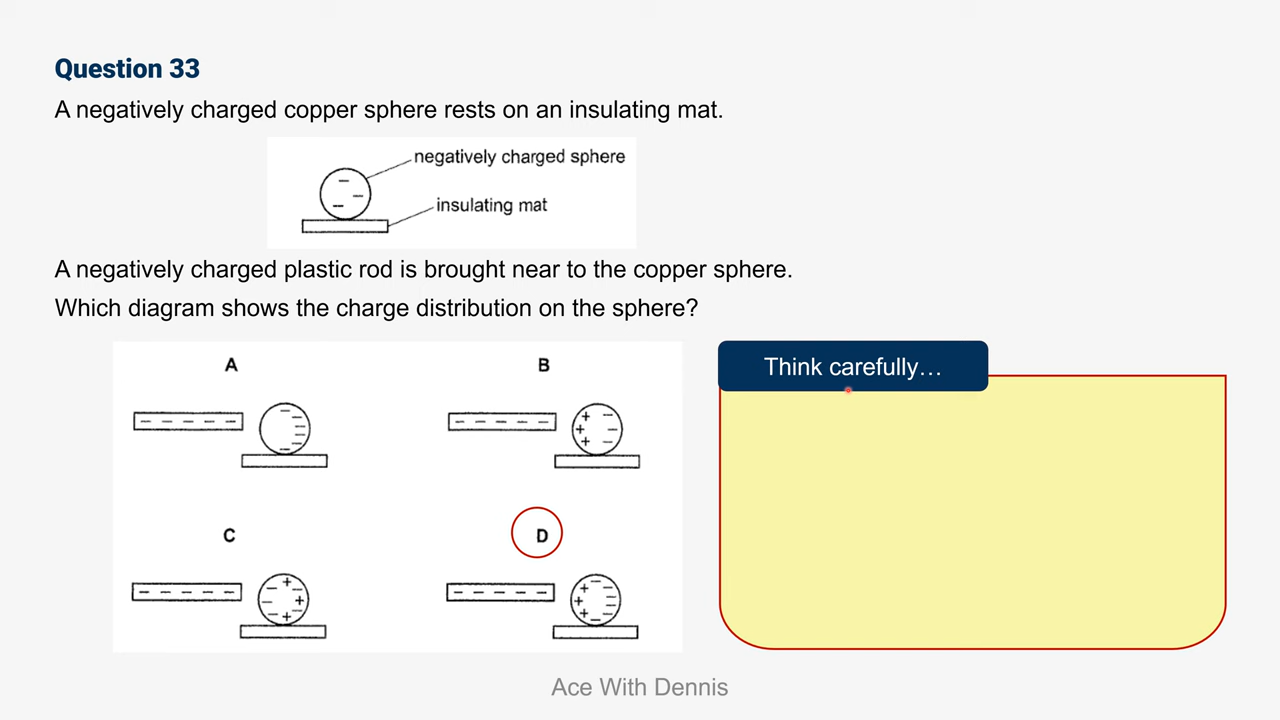 Question 33
A negatively charged copper sphere rests on an insulating mat.
negatively charged sphere
insulating mat
A negatively charged plastic rod is brought near to the copper sphere.
Which diagram shows the charge distribution on the sphere?
A
B
C
D
Think carefully…
Ace With Dennis